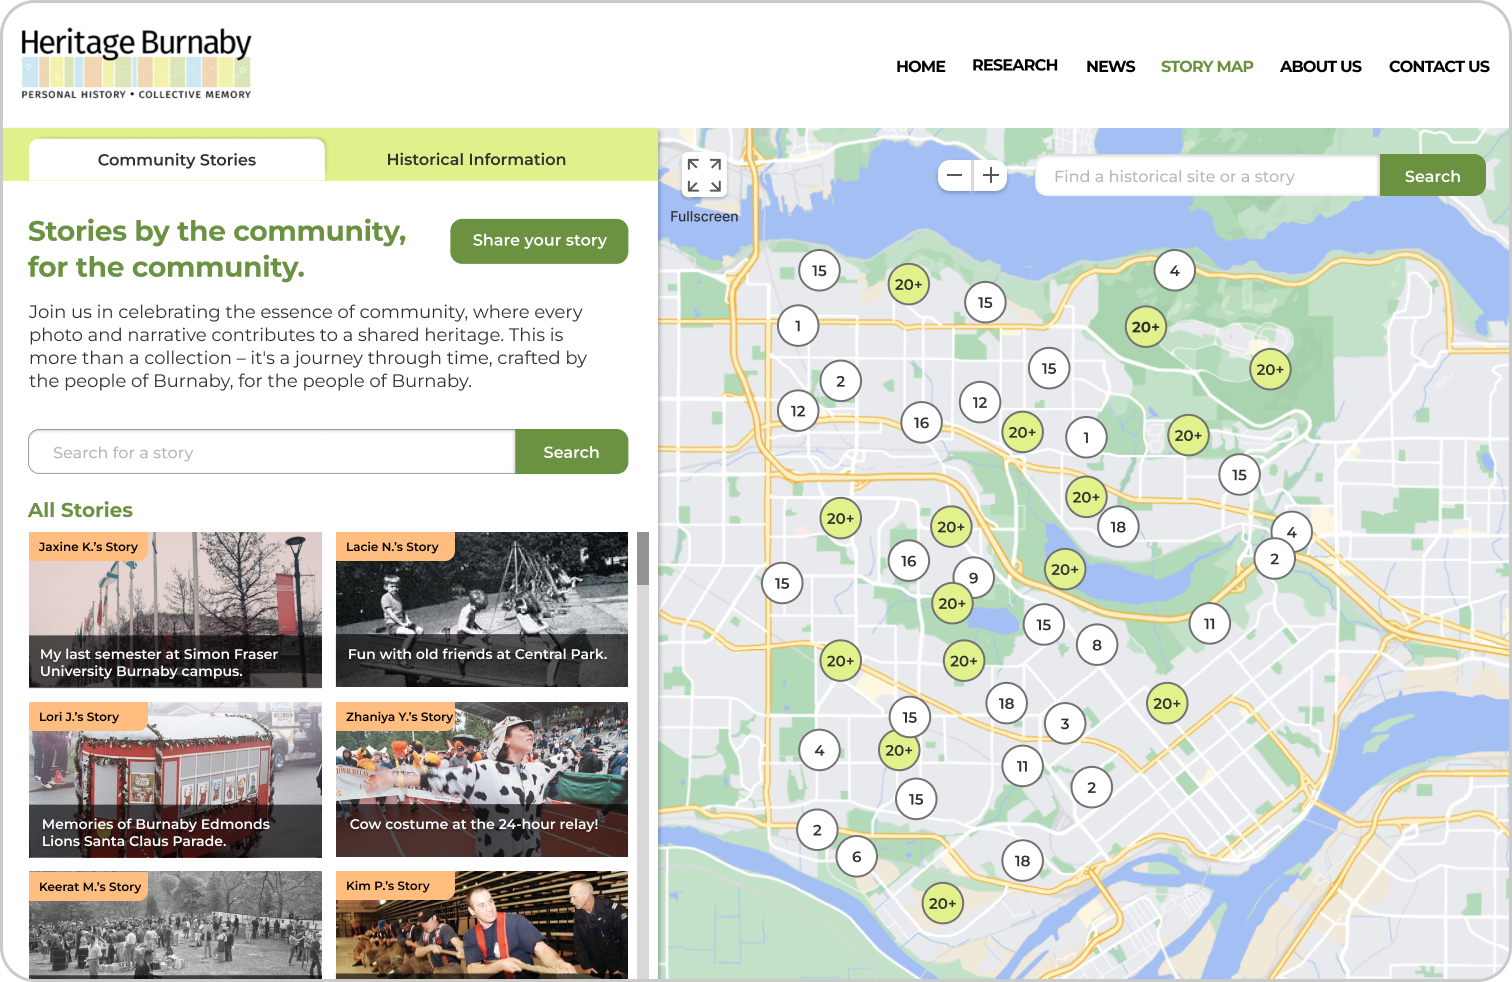 Heritage Burnaby
PERSONAL HISTORY • COLLECTIVE MEMORY
HOME
RESEARCH
NEWS
STORY MAP
ABOUT US
CONTACT US
Community Stories
Historical Information
Stories by the community,
for the community.
Share your story
Join us in celebrating the essence of community, where every
photo and narrative contributes to a shared heritage. This is
more than a collection – it's a journey through time, crafted by
the people of Burnaby, for the people of Burnaby.
Search for a story
Search
All Stories
Jaxine K.'s Story
My last semester at Simon Fraser
University Burnaby campus.
Lacie N.'s Story
Fun with old friends at Central Park.
Lori J.'s Story
Memories of Burnaby Edmonds
Lions Santa Claus Parade.
Zhaniya Y.'s Story
Cow costume at the 24-hour relay!
Keerat M.'s Story
Kim P.'s Story
Fullscreen
Find a historical site or a story
Search
15
20+
15
4
1
20+
15
20+
2
12
12
16
20+
1
20+
15
20+
20+
20+
18
4
16
2
15
9
20+
20+
15
11
8
20+
20+
18
20+
15
3
4
20+
11
2
15
2
6
18
20+